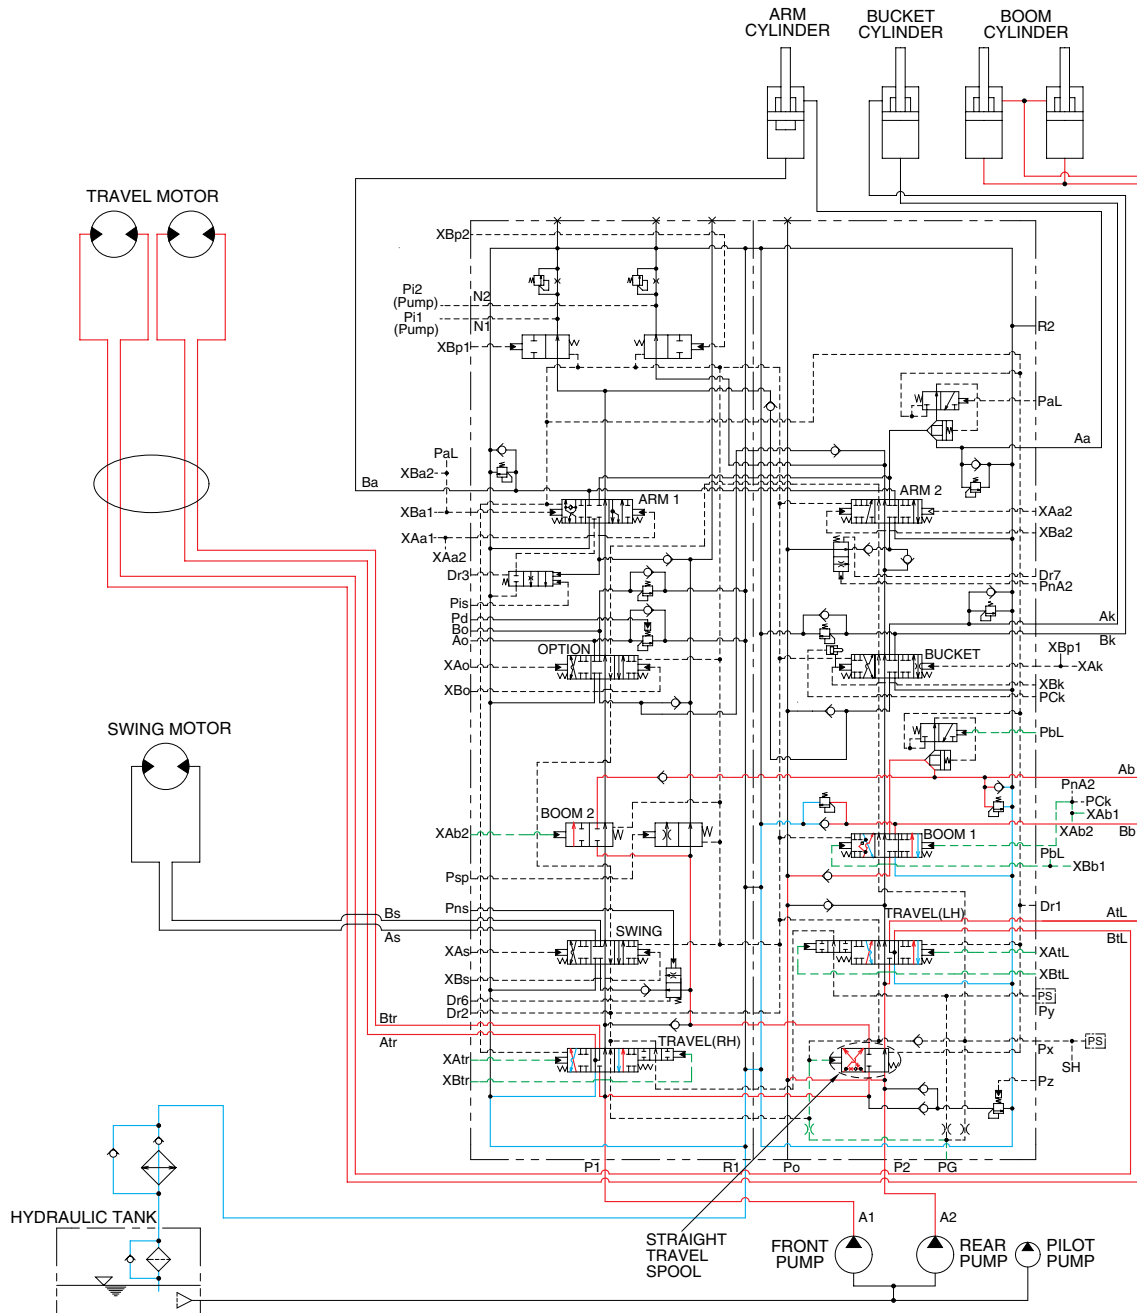 ARM
CYLINDER
BUCKET
CYLINDER
BOOM
CYLINDER
TRAVEL MOTOR
XBp2
Pi2
(Pump)
N2
Pi1
(Pump)
N1
R2
XBp1
PaL
Aa
PaL
XBa2
Ba
ARM 1
ARM 2
XBa1
XAa2
XAa1
XBa2
XAa2
Dr3
Dr7
Pis
PnA2
Pd
Ak
Bo
Ao
Bk
OPTION
BUCKET
XBp1
XAo
XAk
XBo
XBk
PCk
SWING MOTOR
PbL
Ab
PnA2
PCk
XAb1
BOOM 2
BOOM 1
Bb
XAb2
XAb2
PbL
XBb1
Psp
Pns
Dr1
Bs
TRAVEL(LH)
AtL
As
SWING
BtL
XAs
XAtL
XBs
XBtL
Dr6
PS
Dr2
Py
Btr
Atr
TRAVEL(RH)
Px
PS
XAtr
SH
XBtr
Pz
P1
R1
Po
P2
PG
HYDRAULIC TANK
A1
A2
STRAIGHT
TRAVEL
SPOOL
FRONT
PUMP
REAR
PUMP
PILOT
PUMP